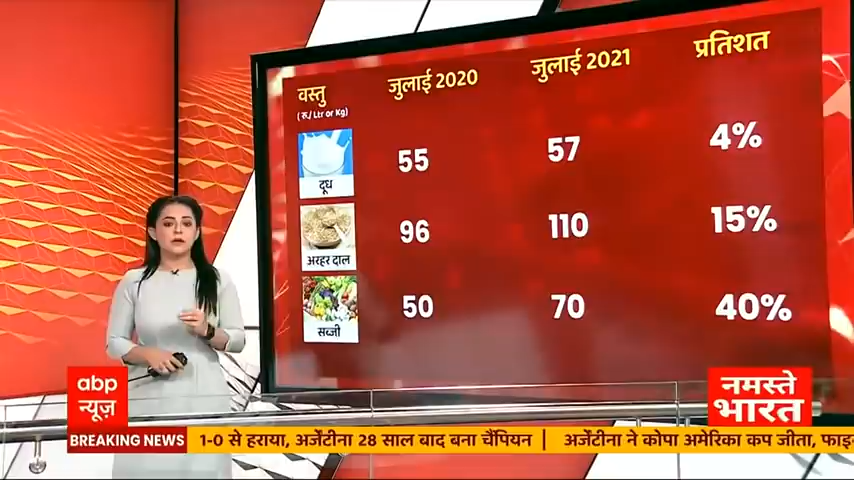 वस्तु जुलाई 2020 जुलाई 2021 प्रतिशत
( रु./ Ltr or Kg)
दूध 55 57 4%
अरहर दाल 96 110 15%
सब्जी 50 70 40%
abp
न्यूज़
नमस्ते
भारत
BREAKING NEWS 1-0 से हराया, अर्जेंटीना 28 साल बाद बना चैंपियन | अर्जेंटीना ने कोपा अमेरिका कप जीता,